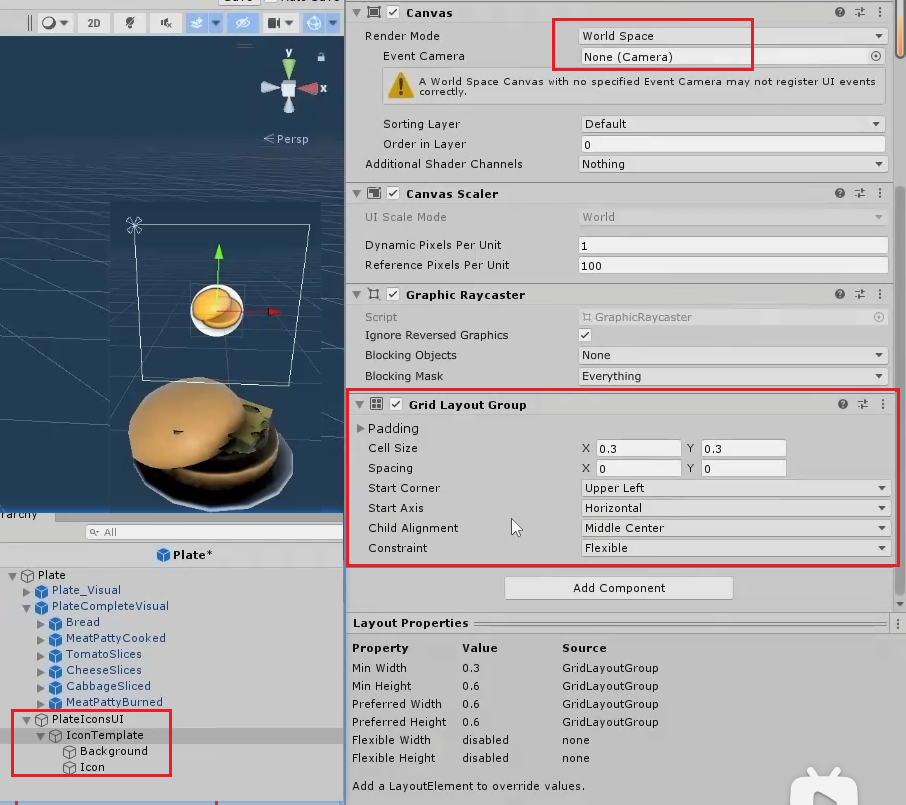 2D
y
x
Persp
All
Plate*
Plate
Plate_Visual
PlateCompleteVisual
Bread
MeatPattyCooked
TomatoSlices
CheeseSlices
CabbageSliced
MeatPattyBurned
PlateIconsUI
IconTemplate
Background
Icon
Canvas
Render Mode World Space
Event Camera None (Camera)
A World Space Canvas with no specified Event Camera may not register UI events
correctly.
Sorting Layer Default
Order in Layer 0
Additional Shader Channels Nothing
Canvas Scaler
UI Scale Mode World
Dynamic Pixels Per Unit 1
Reference Pixels Per Unit 100
Graphic Raycaster
Script GraphicRaycaster
Ignore Reversed Graphics
Blocking Objects None
Blocking Mask Everything
Grid Layout Group
Padding
Cell Size X 0.3 Y 0.3
Spacing X 0 Y 0
Start Corner Upper Left
Start Axis Horizontal
Child Alignment Middle Center
Constraint Flexible
Add Component
Layout Properties
Property Value Source
Min Width 0.3 GridLayoutGroup
Min Height 0.6 GridLayoutGroup
Preferred Width 0.6 GridLayoutGroup
Preferred Height 0.6 GridLayoutGroup
Flexible Width disabled none
Flexible Height disabled none
Add a LayoutElement to override values.